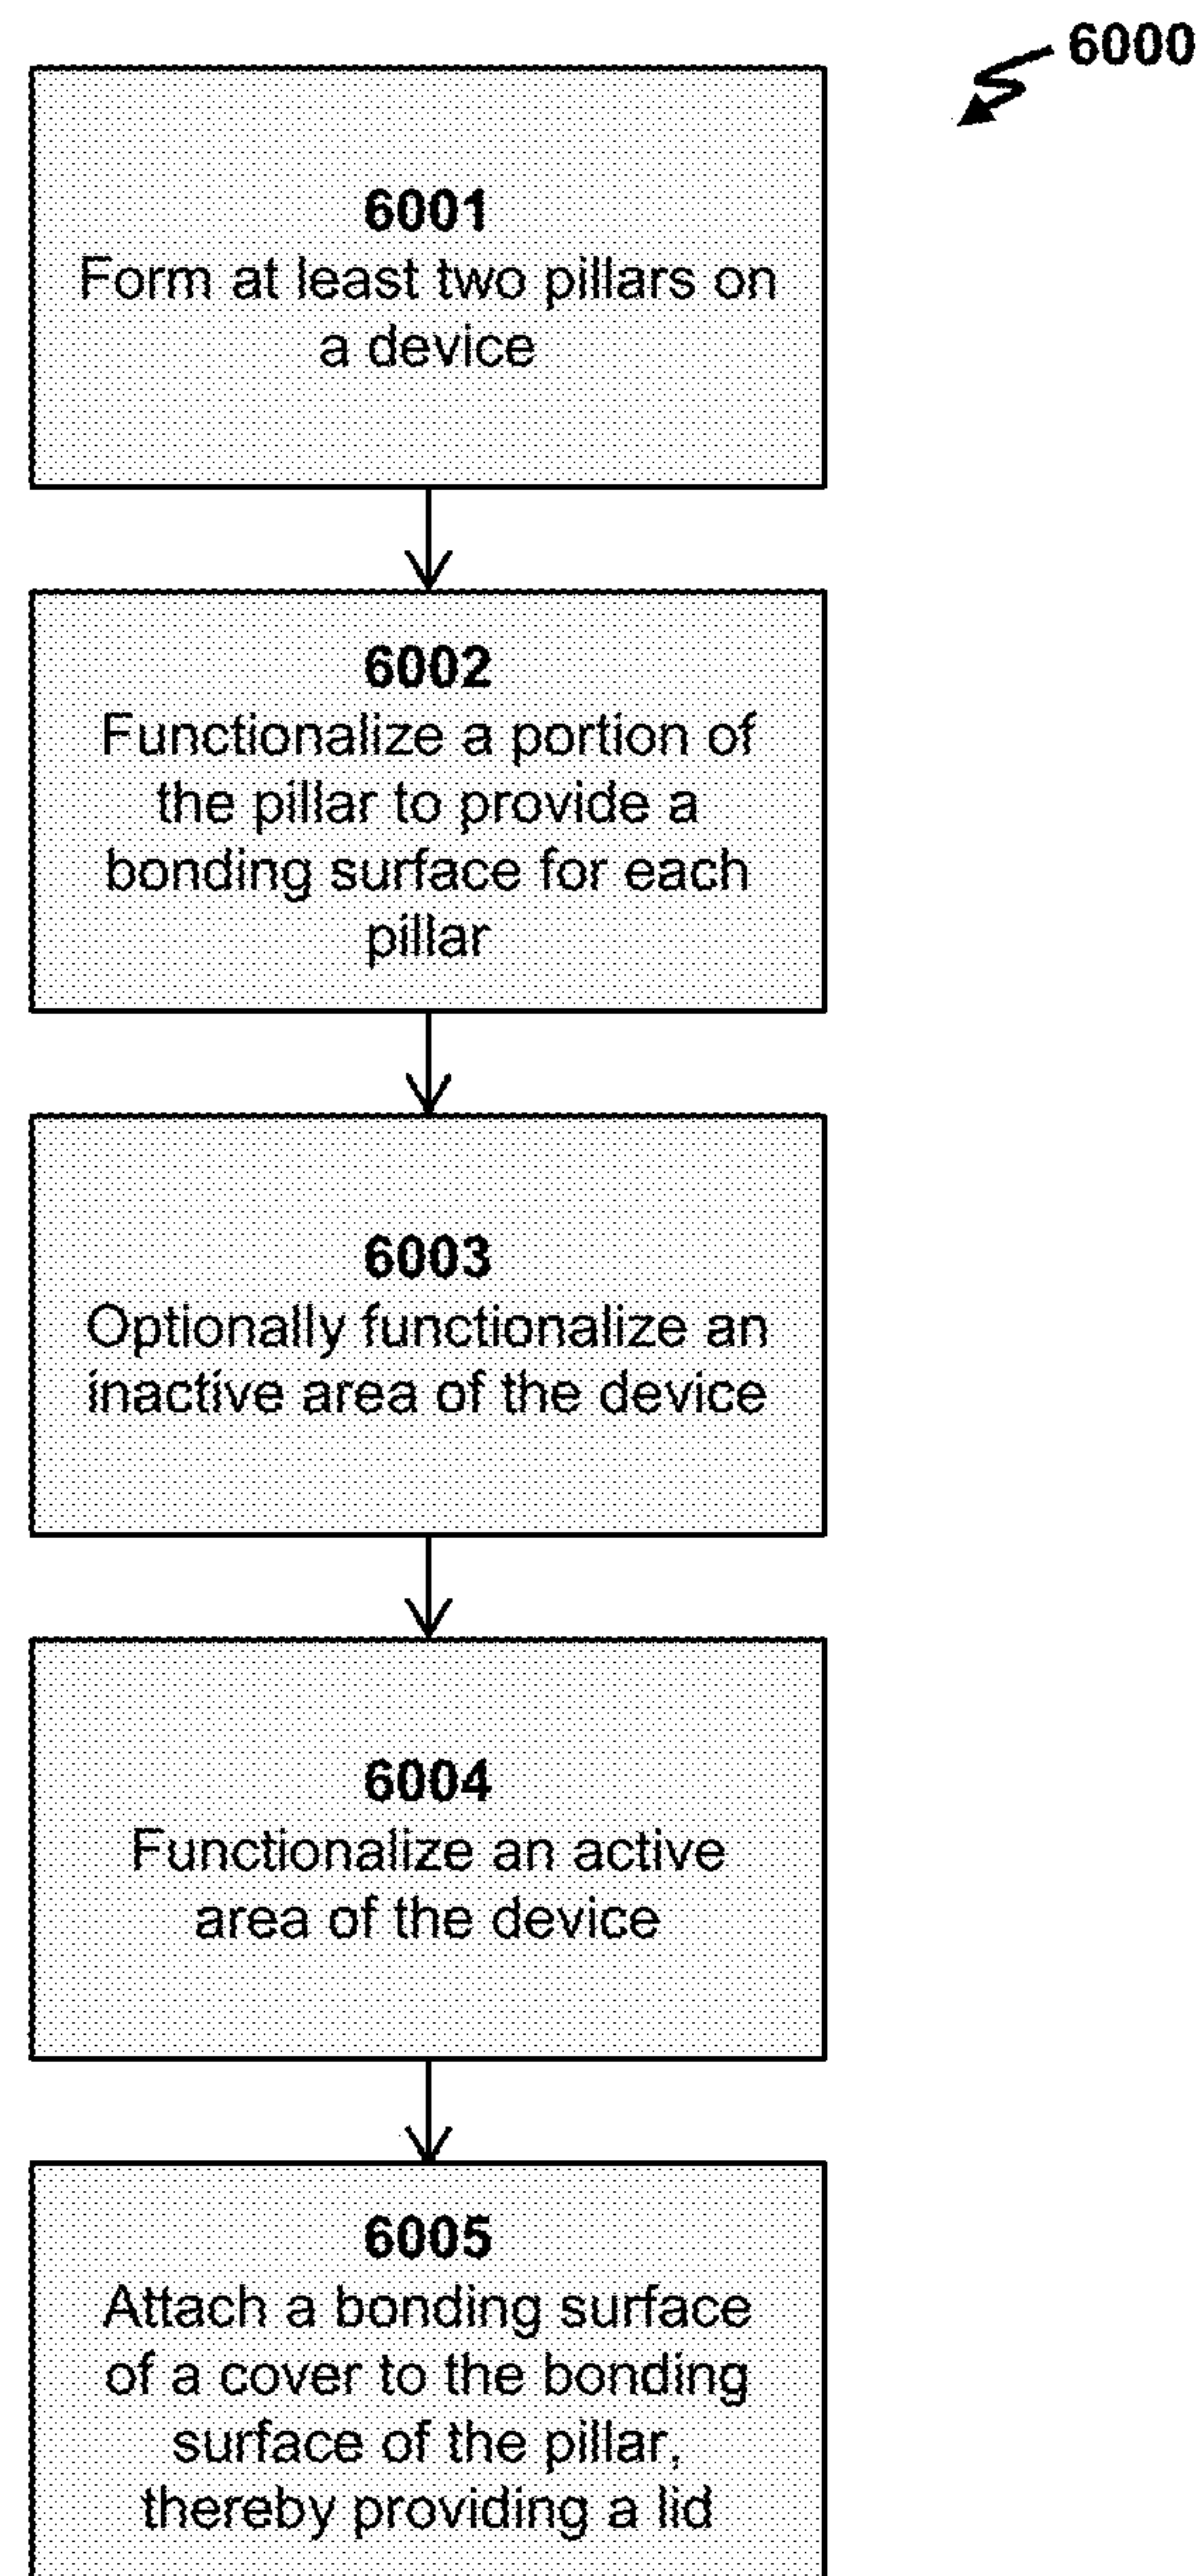 6000
6001
Form at least two pillars on
a device
6002
Functionalize a portion of
the pillar to provide a
bonding surface for each
pillar
6003
Optionally functionalize an
inactive area of the device
6004
Functionalize an active
area of the device
6005
Attach a bonding surface
of a cover to the bonding
surface of the pillar,
thereby providing a lid